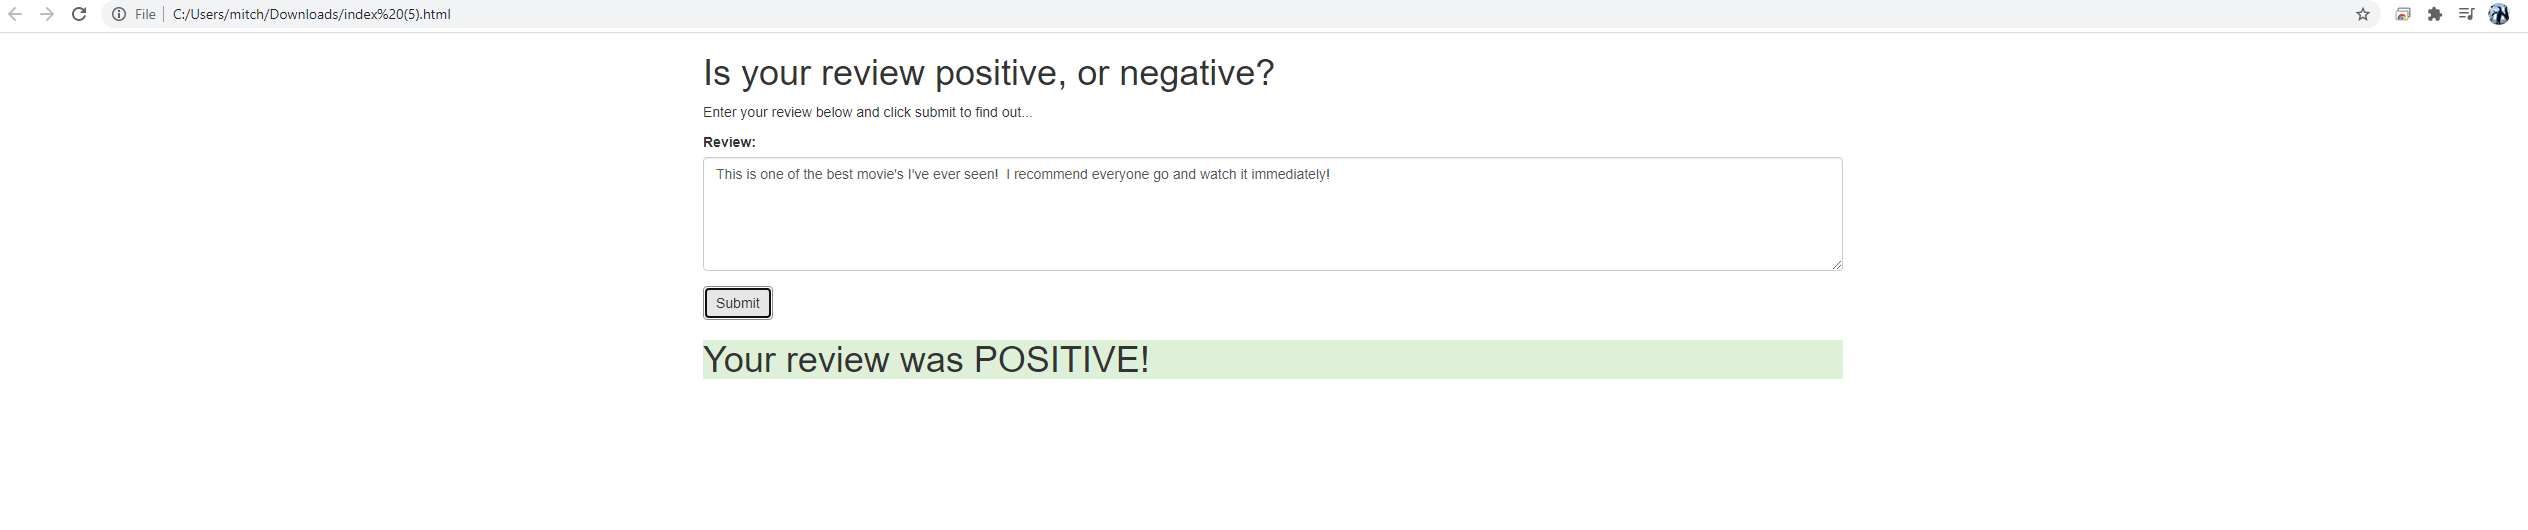 File C:/Users/mitch/Downloads/index%20(5).html
Is your review positive, or negative?
Enter your review below and click submit to find out...
Review:
This is one of the best movie's I've ever seen!  I recommend everyone go and watch it immediately!
Submit
Your review was POSITIVE!